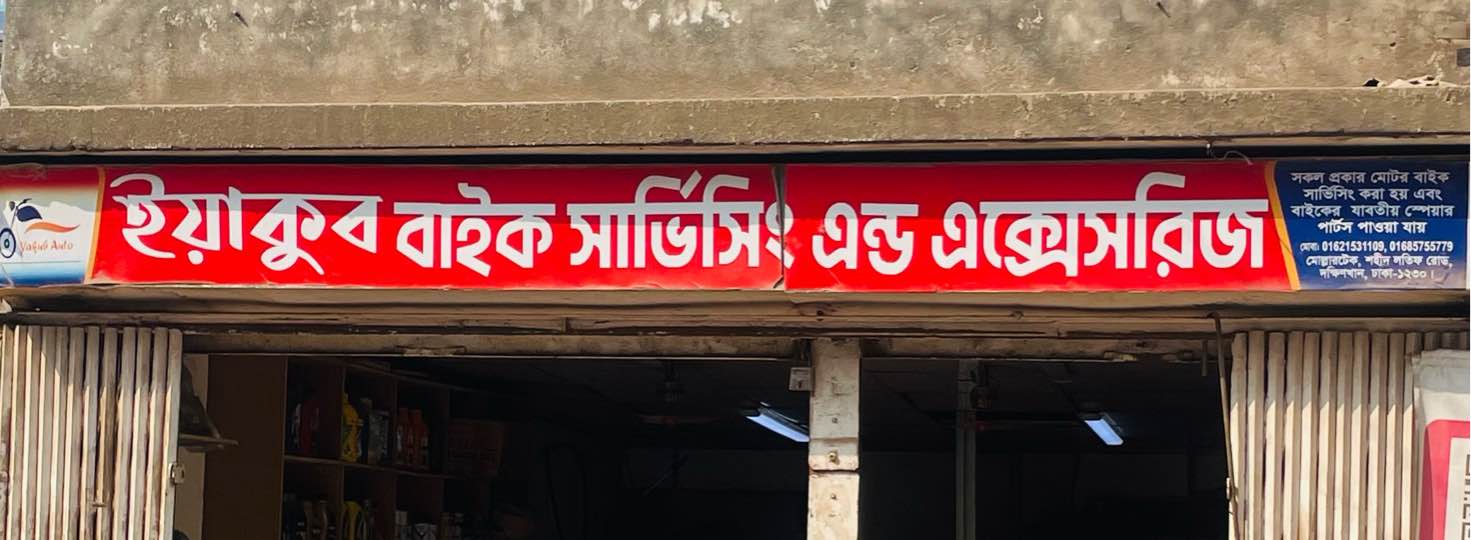 Yakub Auto
ইয়াকুব বাইক সার্ভিসিং এন্ড এক্সেসরিজ
সকল প্রকার মোটর বাইক
সার্ভিসিং করা হয় এবং
বাইকের যাবতীয় স্পেয়ার
পার্টস পাওয়া যায়
মোবা: 01621531109, 01685755779
মোল্লারটেক, শহীদ লতিফ রোড,
দক্ষিণখান, ঢাকা-১২৩০।